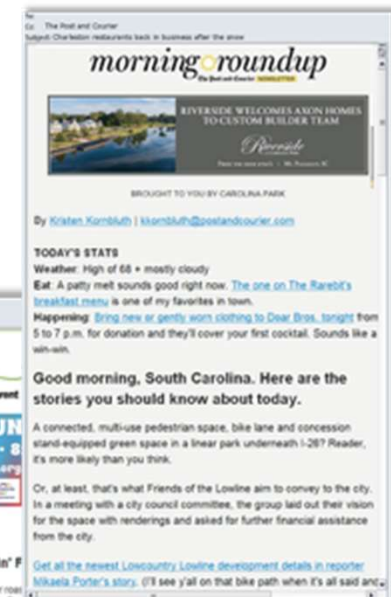 To:
Cc: The Post and Courier
Subject: Charleston restaurants back in business after the snow
morning roundup
The Post and Courier NEWSLETTER
RIVERSIDE WELCOMES AXON HOMES
TO CUSTOM BUILDER TEAM
Riverside
BROUGHT TO YOU BY CAROLINA PARK
By Kristen Kornbluth | kkornbluth@postandcourier.com
TODAY'S STATS
Weather: High of 68 + mostly cloudy
Eat: A patty melt sounds good right now. The one on The Rarebit's
breakfast menu is one of my favorites in town.
Happening: Bring new or gently worn clothing to Dear Bros. tonight from
5 to 7 p.m. for donation and they'll cover your first cocktail. Sounds like a
win-win.
Good morning, South Carolina. Here are the
stories you should know about today.
A connected, multi-use pedestrian space, bike lane and concession
stand-equipped green space in a linear park underneath I-26? Reader,
it's more likely than you think.
Or, at least, that's what Friends of the Lowline aim to convey to the city.
In a meeting with a city council committee, the group laid out their vision
for the space with renderings and asked for further financial assistance
from the city.
Get all the newest Lowcountry Lowline development details in reporter
Mikaela Porter's story. (I'll see y'all on that bike path when it's all said and